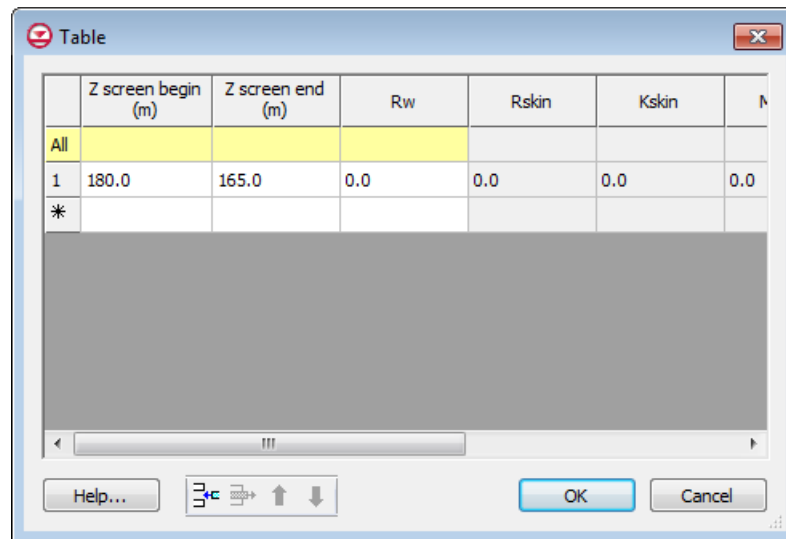 Table
Z screen begin (m) Z screen end (m) Rw Rskin Kskin
All
1 180.0 165.0 0.0 0.0 0.0 0.0
*
Help... OK Cancel